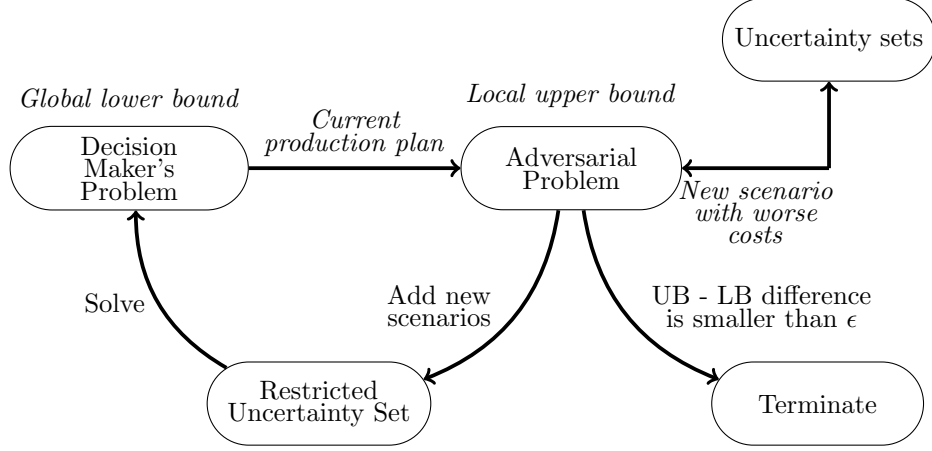 Uncertainty sets
Global lower bound
Local upper bound
Current
production plan
Decision
Maker's
Problem
Adversarial
Problem
New scenario
with worse
costs
Solve
Add new
scenarios
UB - LB difference
is smaller than ϵ
Restricted
Uncertainty Set
Terminate